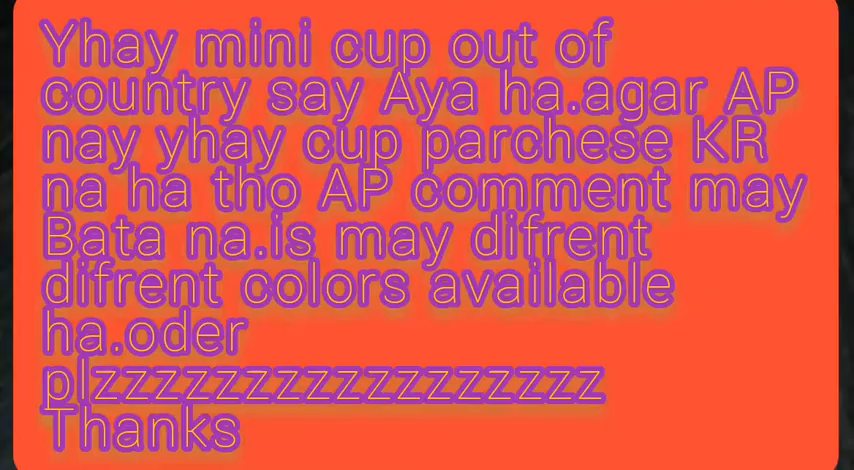 Yhay mini cup out of
country say Aya ha.agar AP
nay yhay cup parchese KR
na ha tho AP comment may
Bata na.is may difrent
difrent colors available
ha.oder
plzzzzzzzzzzzzzzzzzz
Thanks